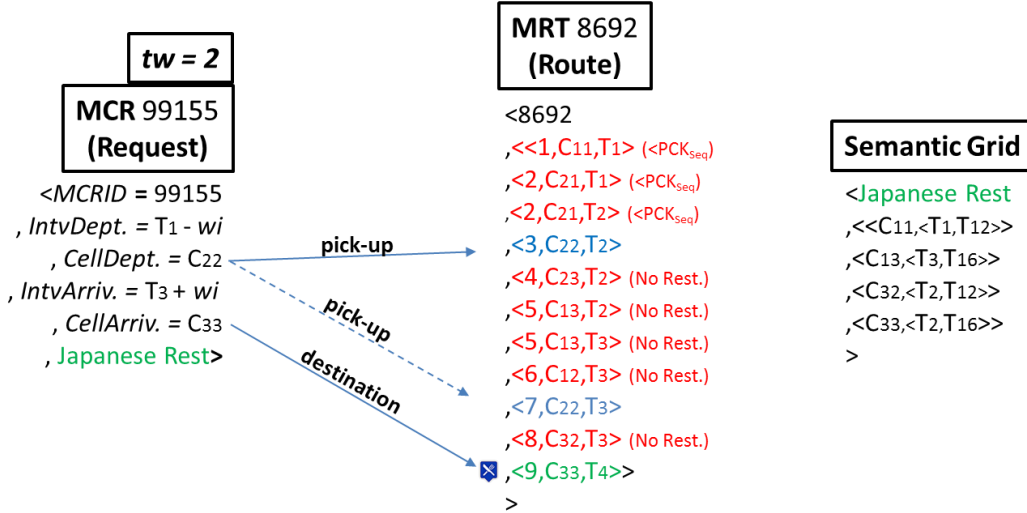 tw = 2
MCR 99155
(Request)
<MCRID = 99155
, IntvDept. = T1 - wi
, CellDept. = C22
, IntvArriv. = T3 + wi
, CellArriv. = C33
, Japanese Rest>
pick-up
pick-up
destination
MRT 8692
(Route)
<8692
,<<1,C11,T1> (<PCKSeq)
,<2,C21,T1> (<PCKSeq)
,<2,C21,T2> (<PCKSeq)
,<3,C22,T2>
,<4,C23,T2> (No Rest.)
,<5,C13,T2> (No Rest.)
,<5,C13,T3> (No Rest.)
,<6,C12,T3> (No Rest.)
,<7,C22,T3>
,<8,C32,T3> (No Rest.)
,<9,C33,T4>>
>
Semantic Grid
<Japanese Rest
,<<C11,<T1,T12>>
,<C13,<T3,T16>>
,<C32,<T2,T12>>
,<C33,<T2,T16>>
>